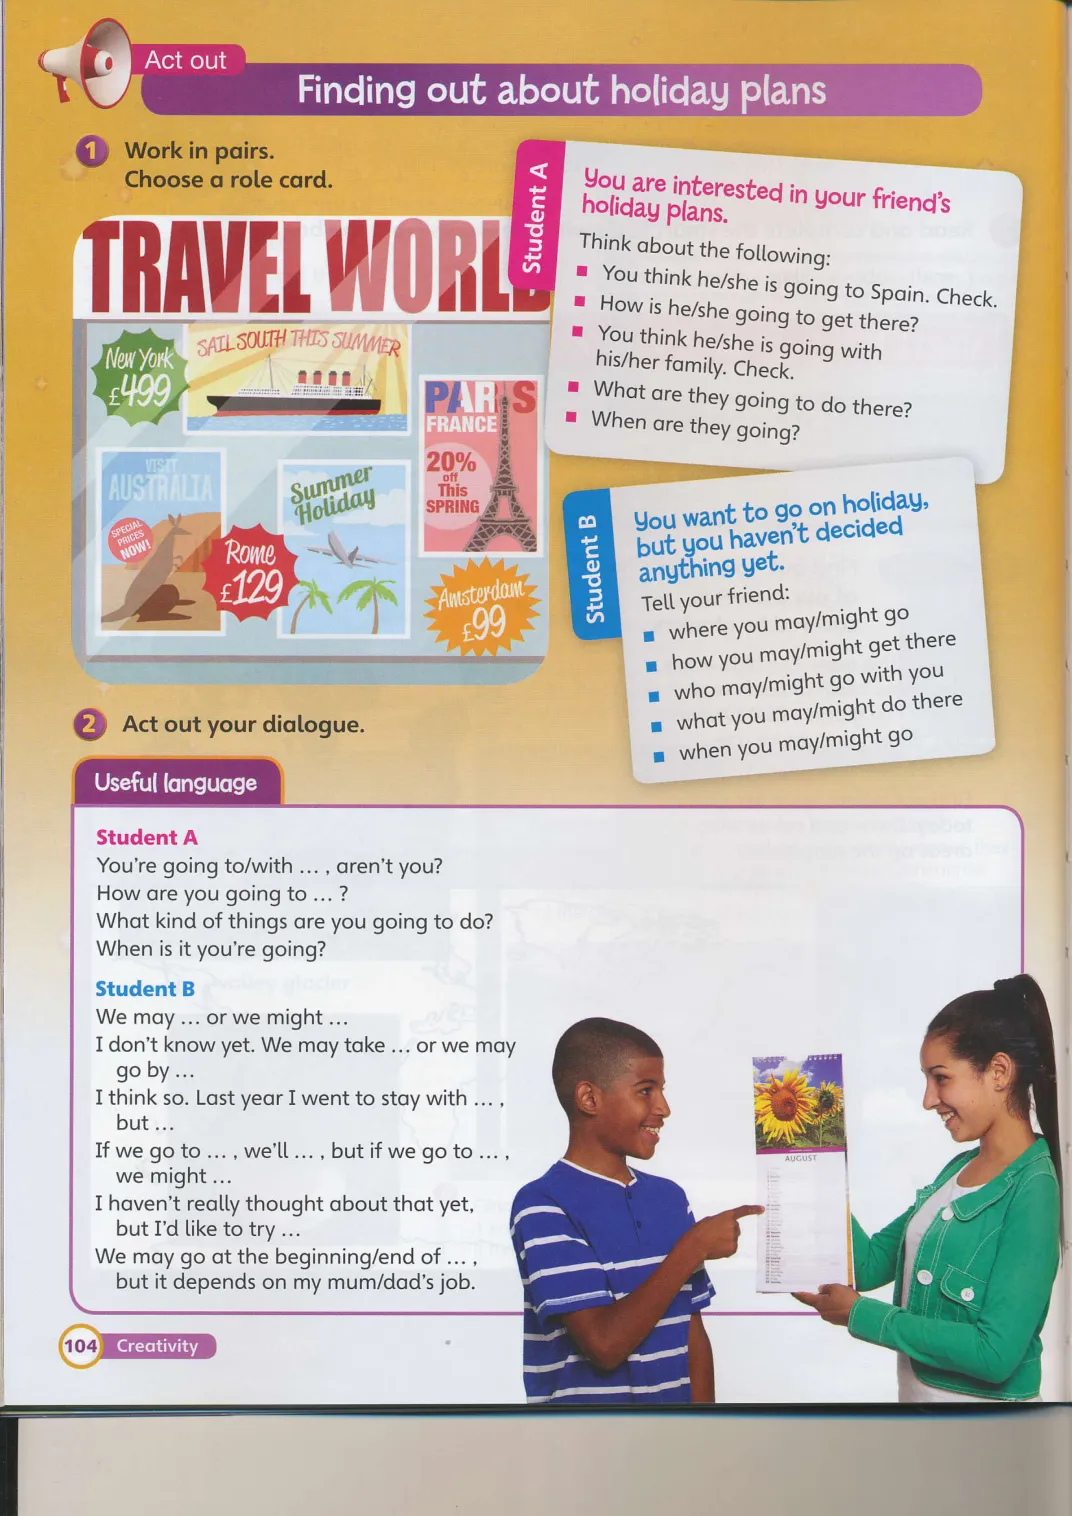 Act out
Finding out about holiday plans
1 Work in pairs.
Choose a role card.
TRAVEL WORLD
New York
£499
SAIL SOUTH THIS SUMMER
PARIS
FRANCE
20%
off
This
SPRING
VISIT
AUSTRALIA
SPECIAL
PRICES
NOW!
Rome
£129
Summer
Holiday
Amsterdam
£99
Student A
You are interested in your friend's
holiday plans.
Think about the following:
■ You think he/she is going to Spain. Check.
■ How is he/she going to get there?
■ You think he/she is going with
his/her family. Check.
■ What are they going to do there?
■ When are they going?
Student B
You want to go on holiday,
but you haven't decided
anything yet.
Tell your friend:
■ where you may/might go
■ how you may/might get there
■ who may/might go with you
■ what you may/might do there
■ when you may/might go
2 Act out your dialogue.
Useful language
Student A
You're going to/with … , aren't you?
How are you going to … ?
What kind of things are you going to do?
When is it you're going?
Student B
We may … or we might …
I don't know yet. We may take … or we may
go by …
I think so. Last year I went to stay with … ,
but …
If we go to … , we'll … , but if we go to … ,
we might …
I haven't really thought about that yet,
but I'd like to try …
We may go at the beginning/end of … ,
but it depends on my mum/dad's job.
AUGUST
104 Creativity